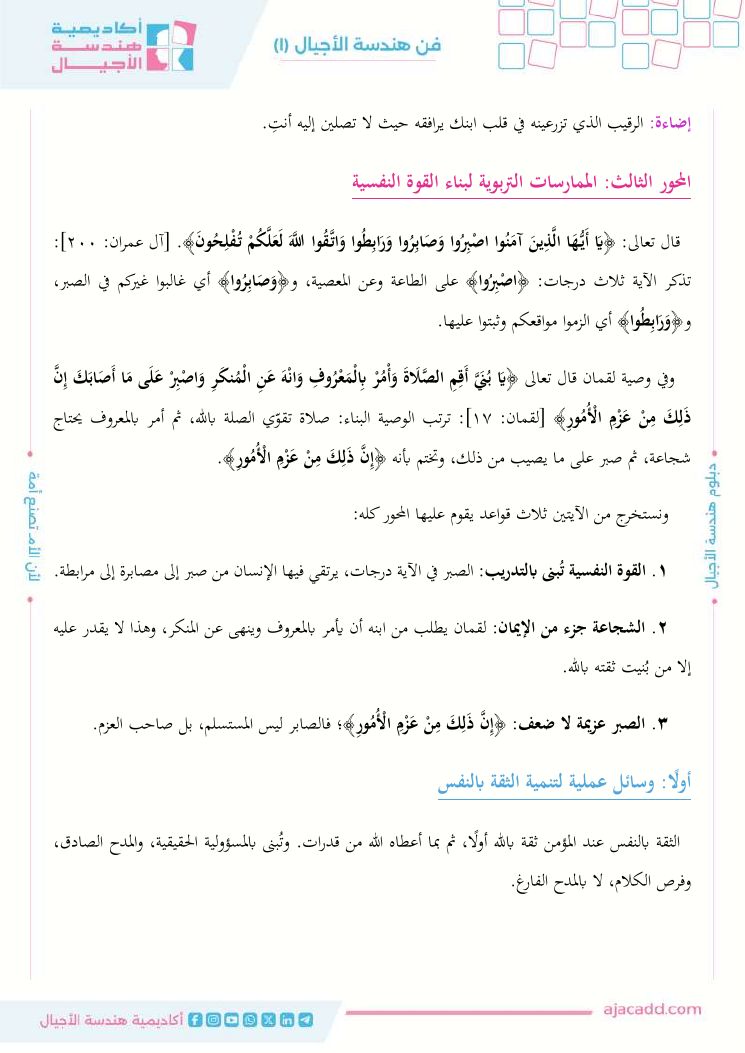 أكاديمية
هندسة
الأجيال
فن هندسة الأجيال (١)
إضاءة: الرقيب الذي تزرعينه في قلب ابنك يرافقه حيث لا تصلين إليه أنتِ.
المحور الثالث: الممارسات التربوية لبناء القوة النفسية
قال تعالى: ﴿يَا أَيُّهَا الَّذِينَ آمَنُوا اصْبِرُوا وَصَابِرُوا وَرَابِطُوا وَاتَّقُوا اللَّهَ لَعَلَّكُمْ تُفْلِحُونَ﴾. [آل عمران: ٢٠٠]:
تذكر الآية ثلاث درجات: ﴿اصْبِرُوا﴾ على الطاعة وعن المعصية، و﴿وَصَابِرُوا﴾ أي غالبوا غيركم في الصبر،
و﴿وَرَابِطُوا﴾ أي الزموا مواقعكم وثبتوا عليها.
وفي وصية لقمان قال تعالى ﴿يَا بُنَيَّ أَقِمِ الصَّلَاةَ وَأْمُرْ بِالْمَعْرُوفِ وَانْهَ عَنِ الْمُنكَرِ وَاصْبِرْ عَلَى مَا أَصَابَكَ إِنَّ
ذَلِكَ مِنْ عَزْمِ الْأُمُورِ﴾ [لقمان: ١٧]: ترتب الوصية البناء: صلاة تقوّي الصلة بالله، ثم أمر بالمعروف يحتاج
شجاعة، ثم صبر على ما يصيب من ذلك، وتختم بأنه ﴿إِنَّ ذَلِكَ مِنْ عَزْمِ الْأُمُورِ﴾.
ونستخرج من الآيتين ثلاث قواعد يقوم عليها المحور كله:
١. القوة النفسية تُبنى بالتدريب: الصبر في الآية درجات، يرتقي فيها الإنسان من صبر إلى مصابرة إلى مرابطة.
٢. الشجاعة جزء من الإيمان: لقمان يطلب من ابنه أن يأمر بالمعروف وينهى عن المنكر، وهذا لا يقدر عليه
إلا من بُنيت ثقته بالله.
٣. الصبر عزيمة لا ضعف: ﴿إِنَّ ذَلِكَ مِنْ عَزْمِ الْأُمُورِ﴾؛ فالصابر ليس المستسلم، بل صاحب العزم.
أولًا: وسائل عملية لتنمية الثقة بالنفس
الثقة بالنفس عند المؤمن ثقة بالله أولًا، ثم بما أعطاه الله من قدرات. وتُبنى بالمسؤولية الحقيقية، والمدح الصادق،
وفرص الكلام، لا بالمدح الفارغ.
دبلوم هندسة الأجيال
لأن الأم تصنع أمة
ajacadd.com
أكاديمية هندسة الأجيال